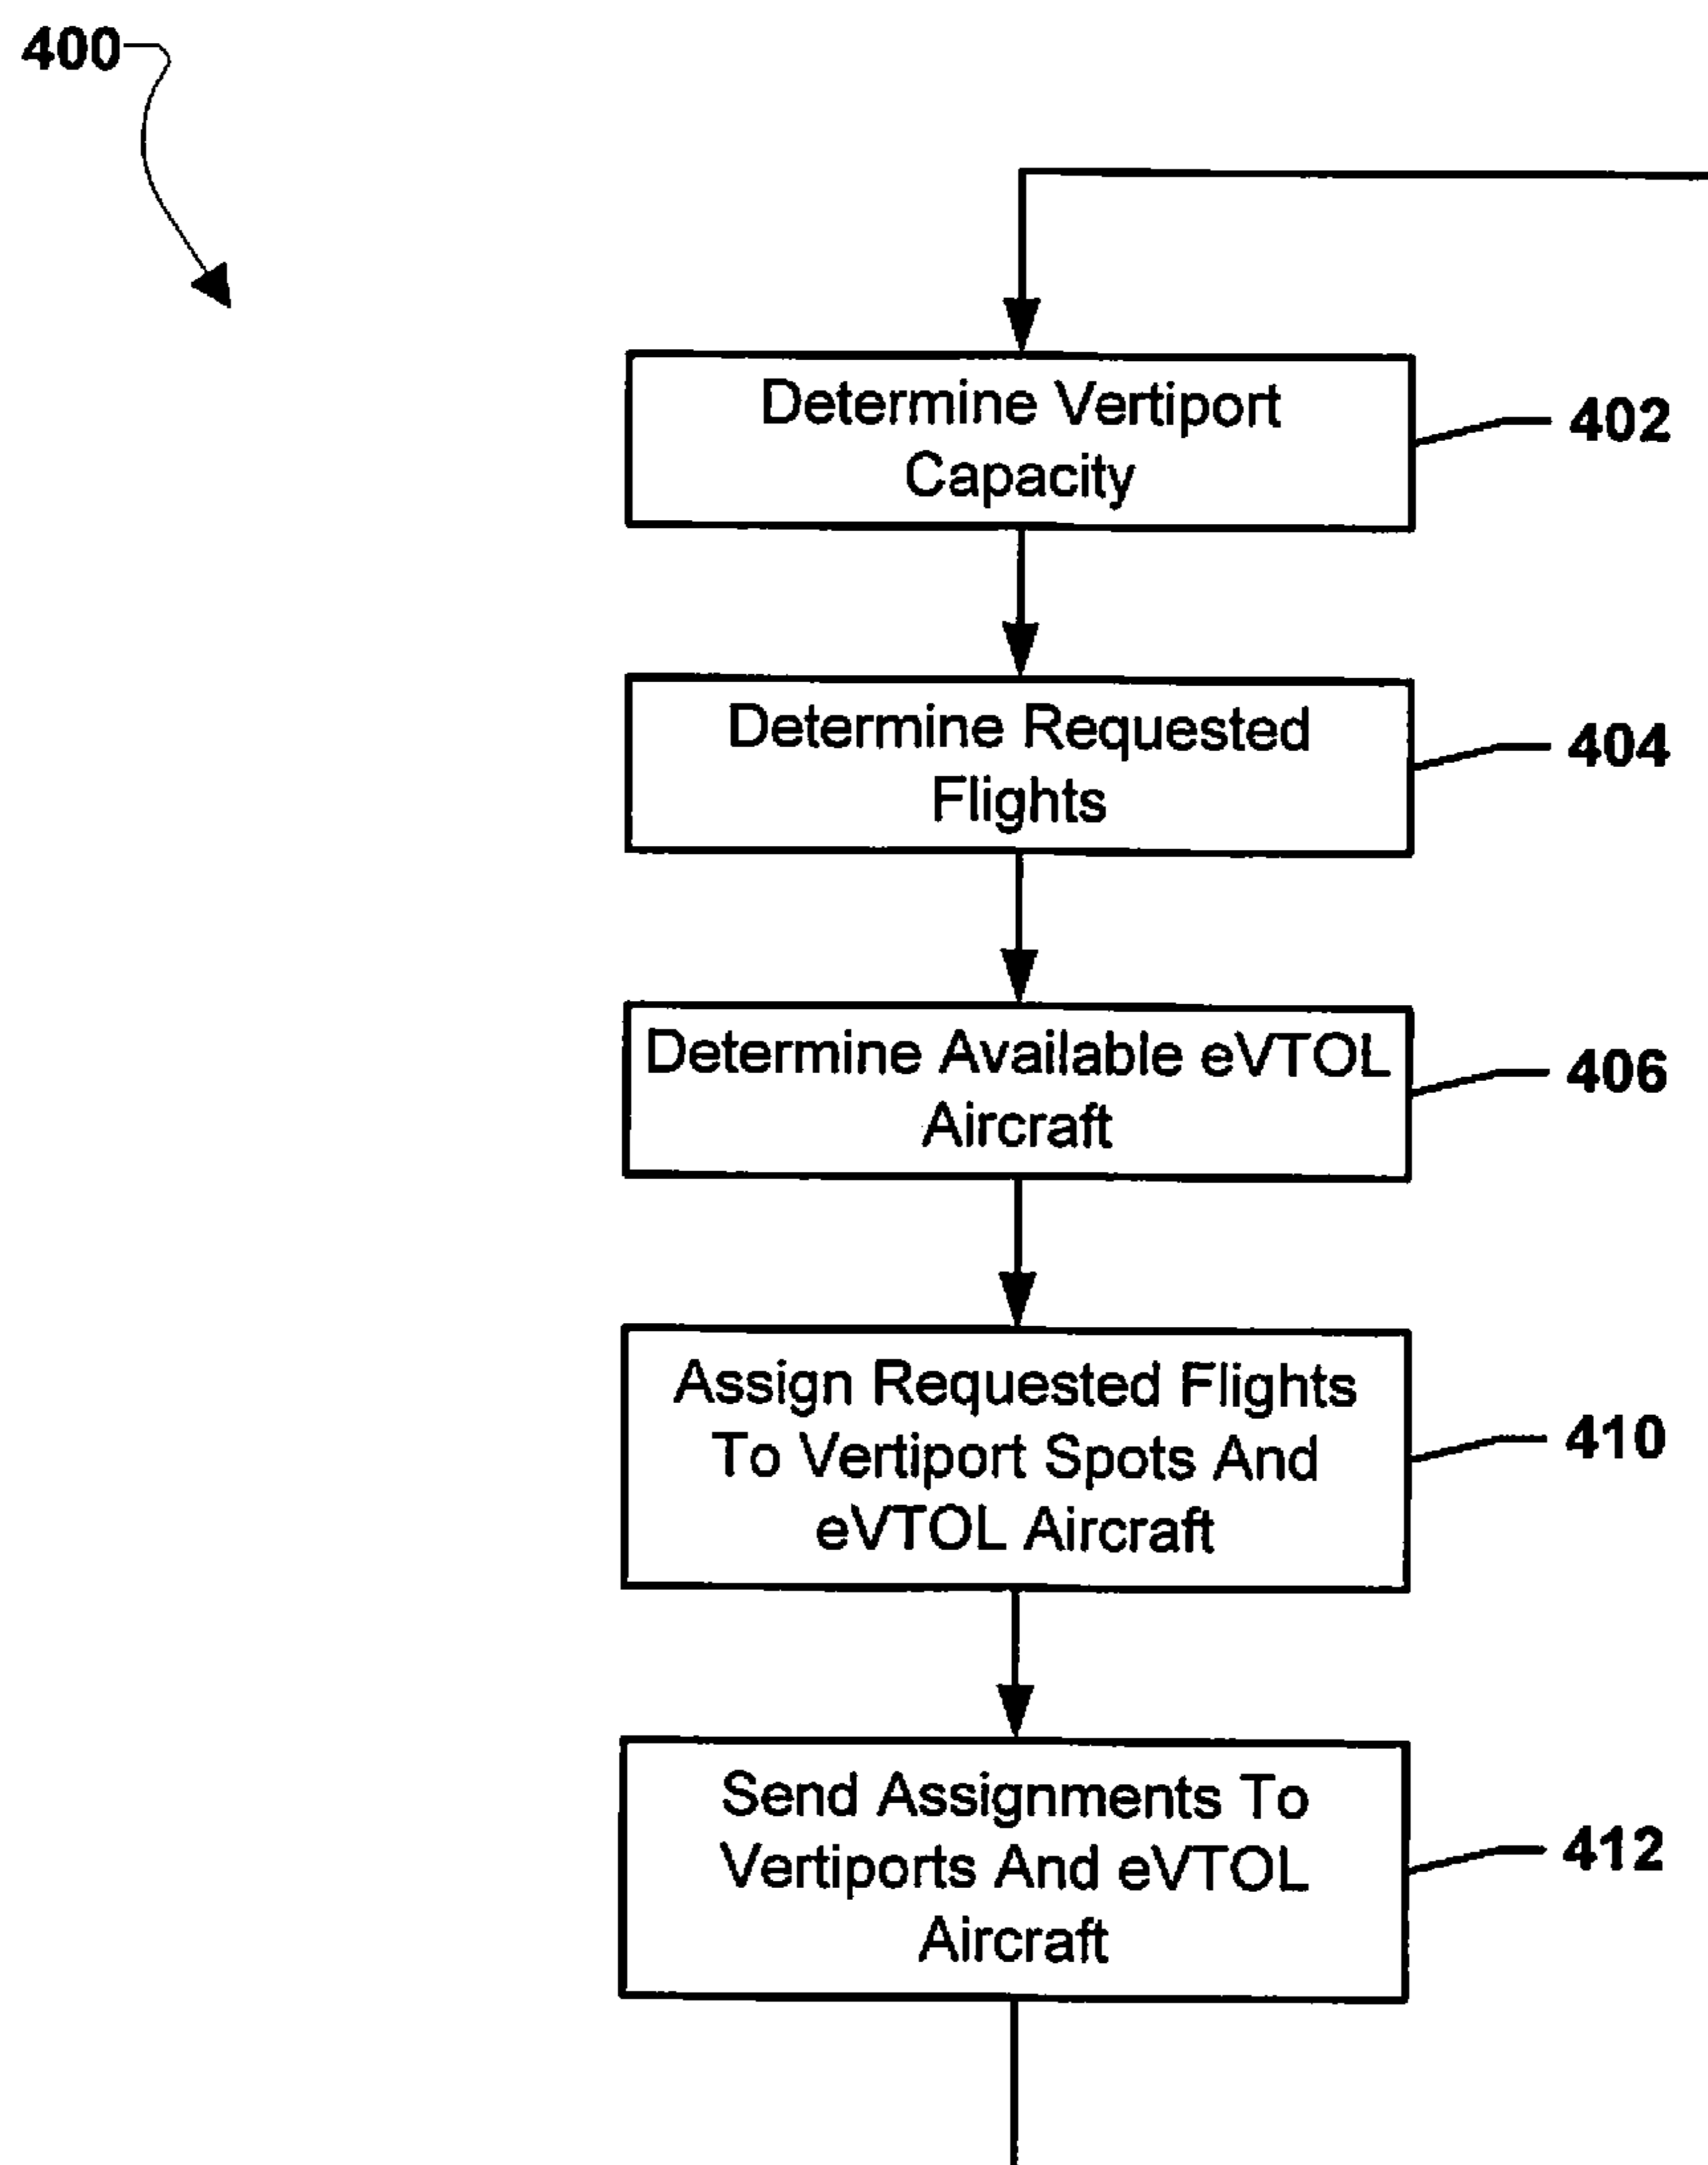 400
Determine Vertiport
Capacity
402
Determine Requested
Flights
404
Determine Available eVTOL
Aircraft
406
Assign Requested Flights
To Vertiport Spots And
eVTOL Aircraft
410
Send Assignments To
Vertiports And eVTOL
Aircraft
412